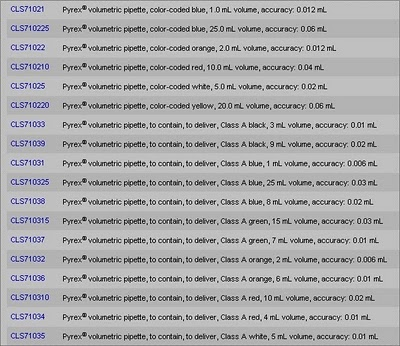 CLS71021 Pyrex® volumetric pipette, color-coded blue, 1.0 mL volume, accuracy: 0.012 mL
CLS710225 Pyrex® volumetric pipette, color-coded blue, 25.0 mL volume, accuracy: 0.06 mL
CLS71022 Pyrex® volumetric pipette, color-coded orange, 2.0 mL volume, accuracy: 0.012 mL
CLS710210 Pyrex® volumetric pipette, color-coded red, 10.0 mL volume, accuracy: 0.04 mL
CLS71025 Pyrex® volumetric pipette, color-coded white, 5.0 mL volume, accuracy: 0.02 mL
CLS710220 Pyrex® volumetric pipette, color-coded yellow, 20.0 mL volume, accuracy: 0.06 mL
CLS71033 Pyrex® volumetric pipette, to contain, to deliver, Class A black, 3 mL volume, accuracy: 0.01 mL
CLS71039 Pyrex® volumetric pipette, to contain, to deliver, Class A black, 9 mL volume, accuracy: 0.02 mL
CLS71031 Pyrex® volumetric pipette, to contain, to deliver, Class A blue, 1 mL volume, accuracy: 0.006 mL
CLS710325 Pyrex® volumetric pipette, to contain, to deliver, Class A blue, 25 mL volume, accuracy: 0.03 mL
CLS71038 Pyrex® volumetric pipette, to contain, to deliver, Class A blue, 8 mL volume, accuracy: 0.02 mL
CLS710315 Pyrex® volumetric pipette, to contain, to deliver, Class A green, 15 mL volume, accuracy: 0.03 mL
CLS71037 Pyrex® volumetric pipette, to contain, to deliver, Class A green, 7 mL volume, accuracy: 0.01 mL
CLS71032 Pyrex® volumetric pipette, to contain, to deliver, Class A orange, 2 mL volume, accuracy: 0.006 mL
CLS71036 Pyrex® volumetric pipette, to contain, to deliver, Class A orange, 6 mL volume, accuracy: 0.01 mL
CLS710310 Pyrex® volumetric pipette, to contain, to deliver, Class A red, 10 mL volume, accuracy: 0.02 mL
CLS71034 Pyrex® volumetric pipette, to contain, to deliver, Class A red, 4 mL volume, accuracy: 0.01 mL
CLS71035 Pyrex® volumetric pipette, to contain, to deliver, Class A white, 5 mL volume, accuracy: 0.01 mL